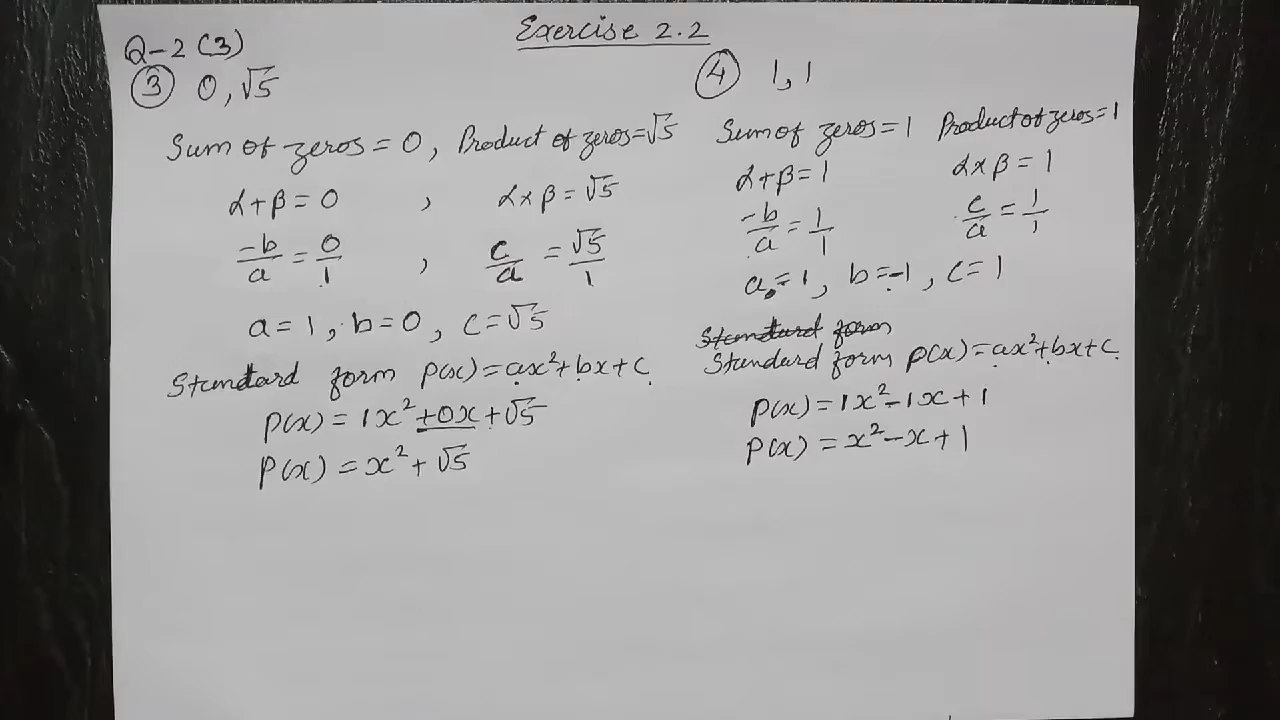 Exercise 2.2
Q-2 (3)
③ 0, √5
Sum of zeros = 0, Product of zeros = √5
α+β = 0 , α×β = √5
-b/a = 0/1 , c/a = √5/1
a = 1, b = 0, c = √5
Standard form p(x) = ax²+bx+c
p(x) = 1x²+0x+√5
p(x) = x²+√5
④ 1, 1
Sum of zeros = 1 Product of zeros = 1
α+β = 1 α×β = 1
-b/a = 1/1 c/a = 1/1
a = 1, b = -1, c = 1
Standard form
Standard form p(x) = ax²+bx+c
p(x) = 1x²-1x+1
p(x) = x²-x+1